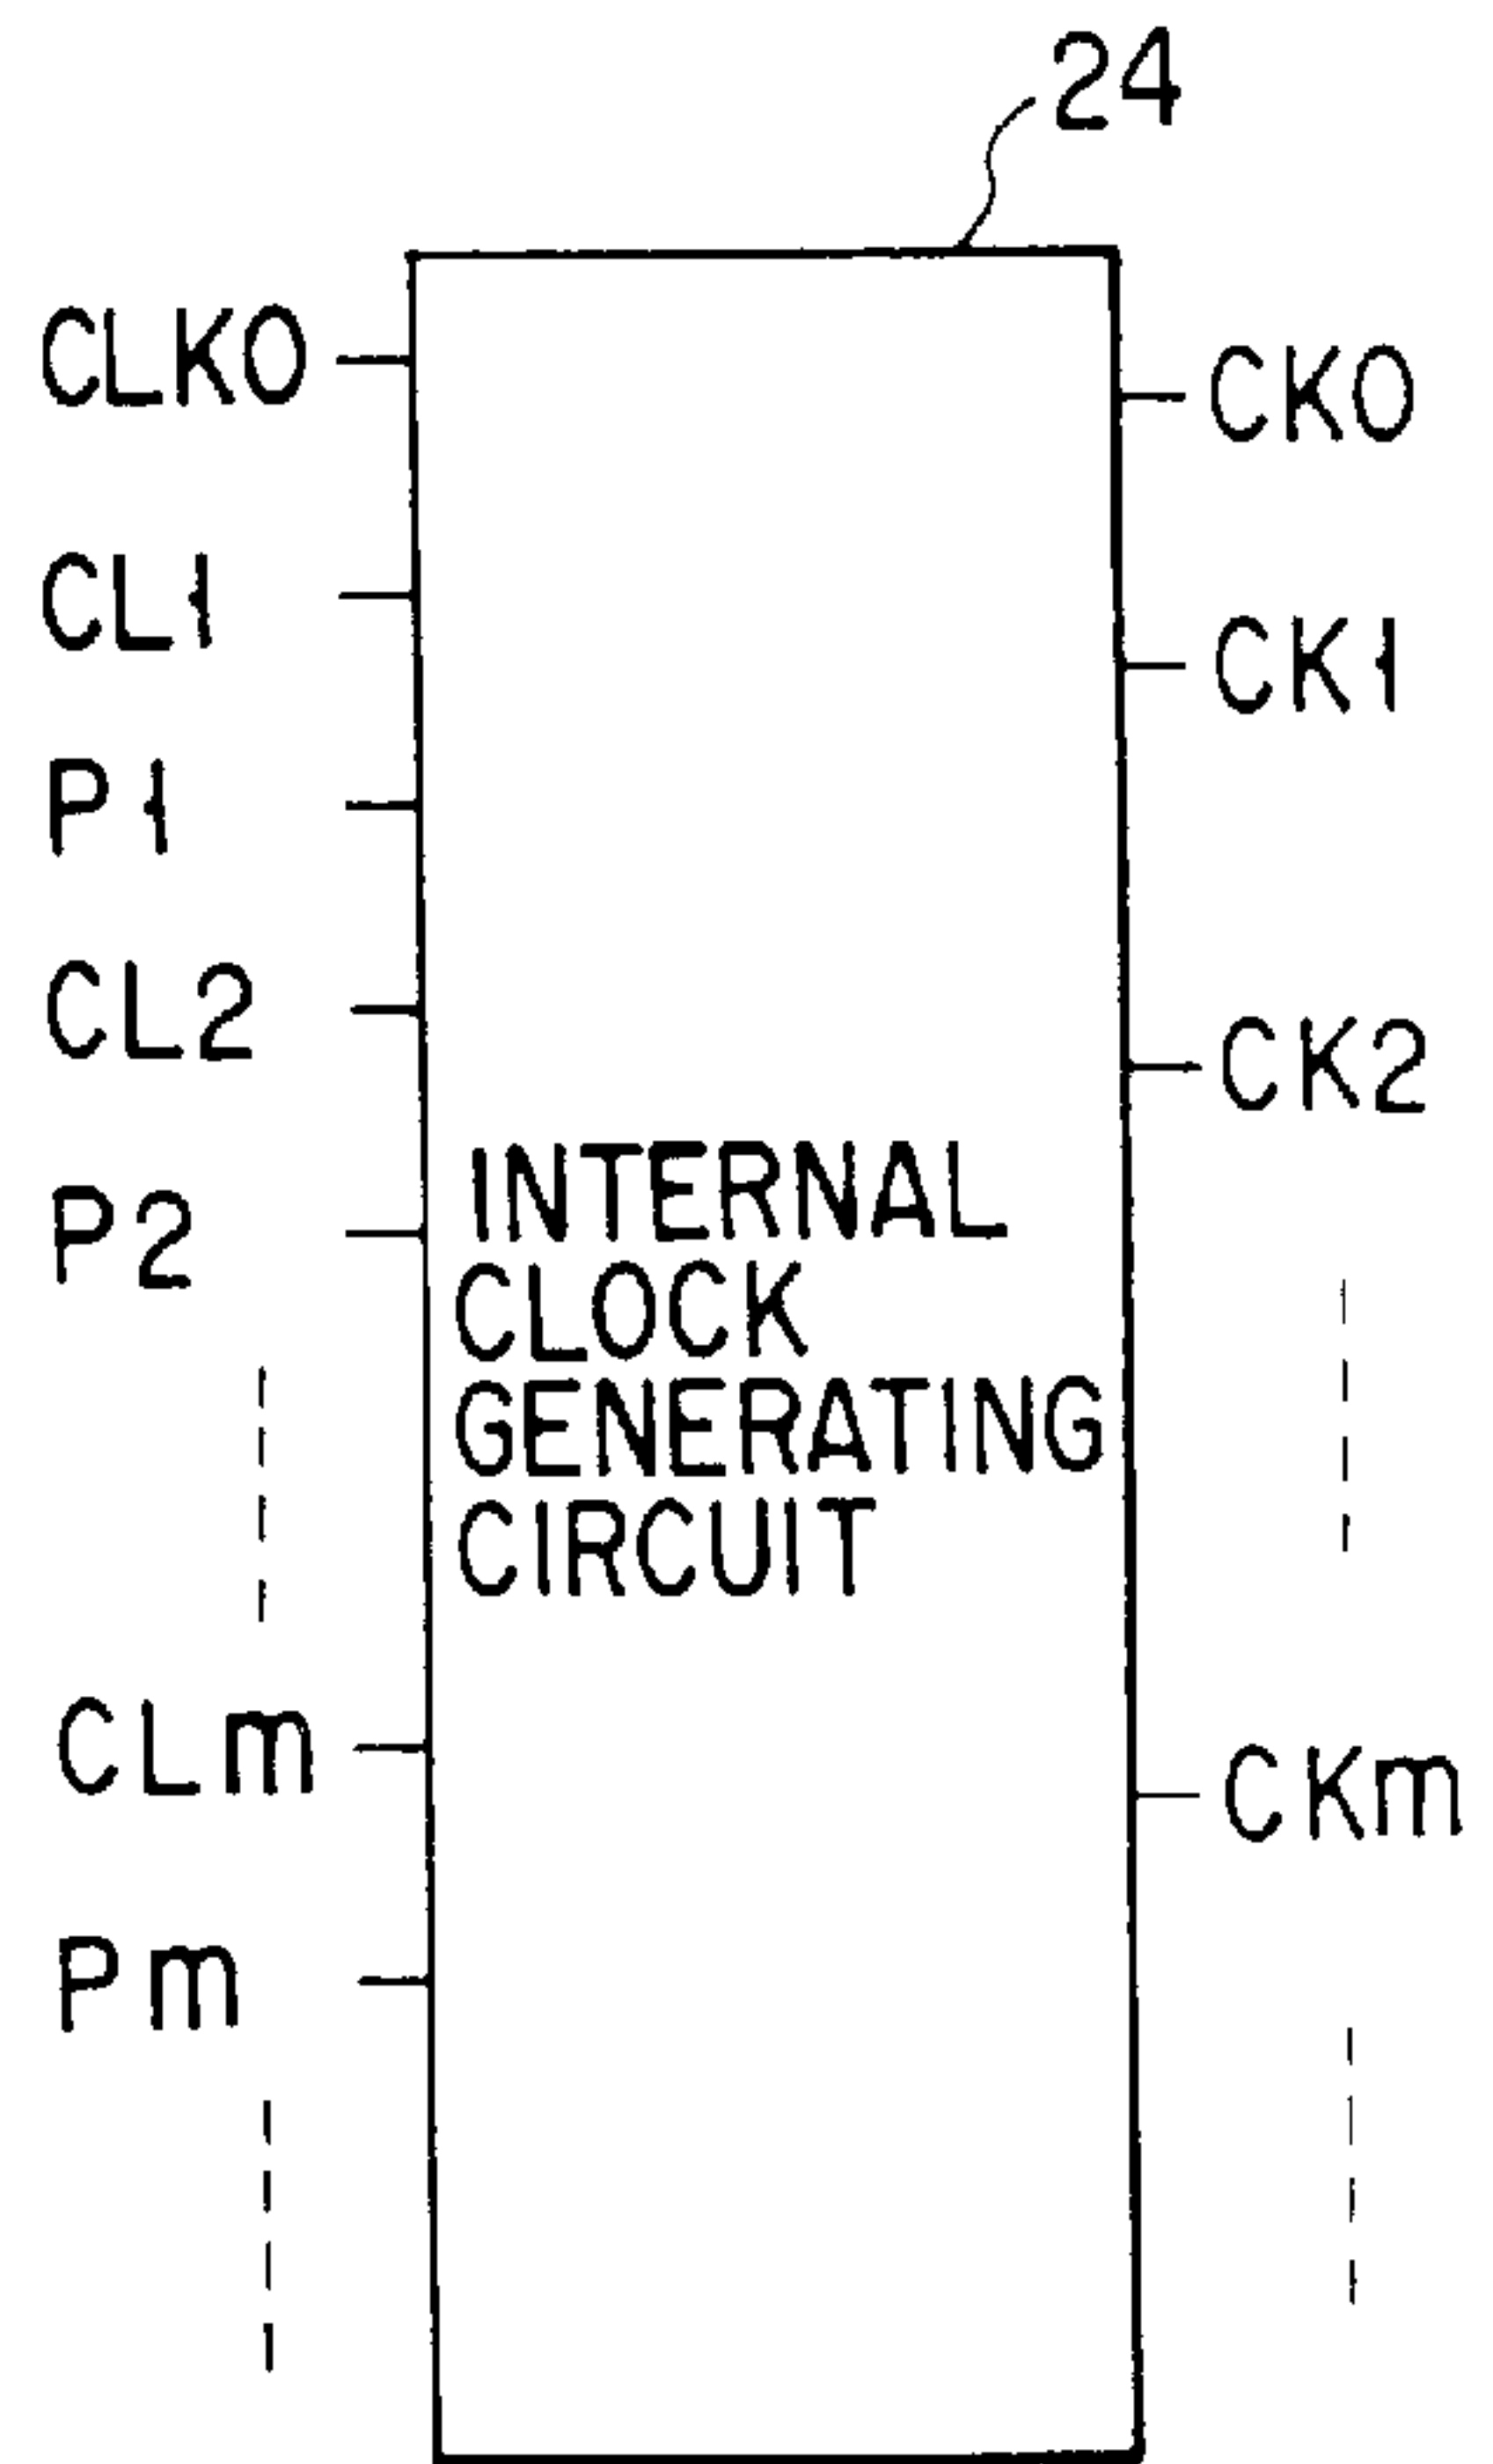 24
CLK0
CL1
P1
CL2
P2
CLm
Pm
INTERNAL
CLOCK
GENERATING
CIRCUIT
CK0
CK1
CK2
CKm